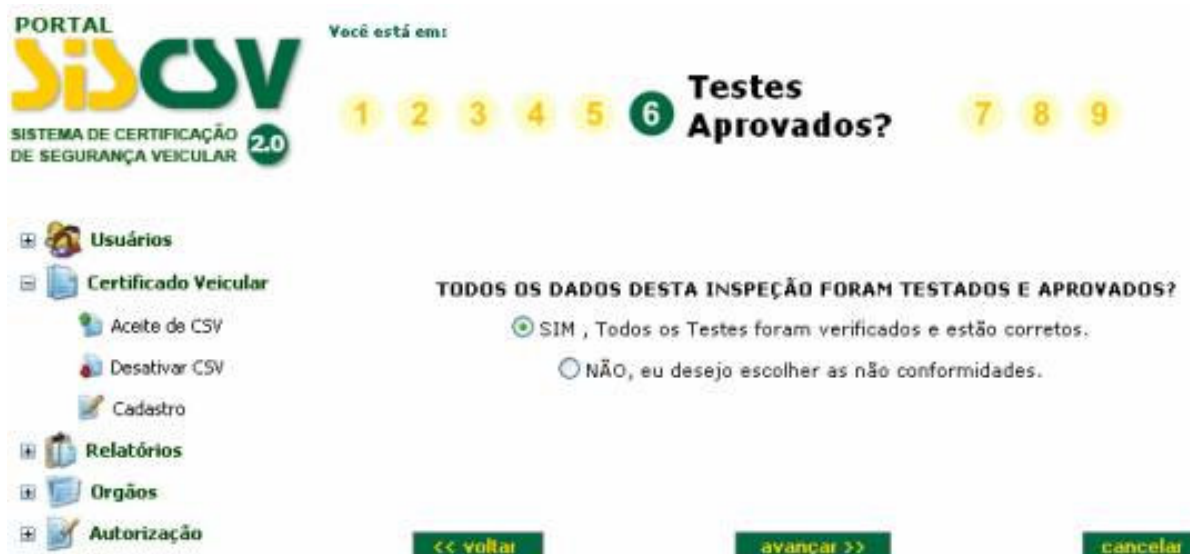 PORTAL
SiSCSV
SISTEMA DE CERTIFICAÇÃO
DE SEGURANÇA VEICULAR
2.0
Você está em:
1 2 3 4 5 6 Testes Aprovados? 7 8 9
Usuários
Certificado Veicular
Aceite de CSV
Desativar CSV
Cadastro
Relatórios
Orgãos
Autorização
TODOS OS DADOS DESTA INSPEÇÃO FORAM TESTADOS E APROVADOS?
SIM , Todos os Testes foram verificados e estão corretos.
NÃO, eu desejo escolher as não conformidades.
<< voltar
avançar >>
cancelar